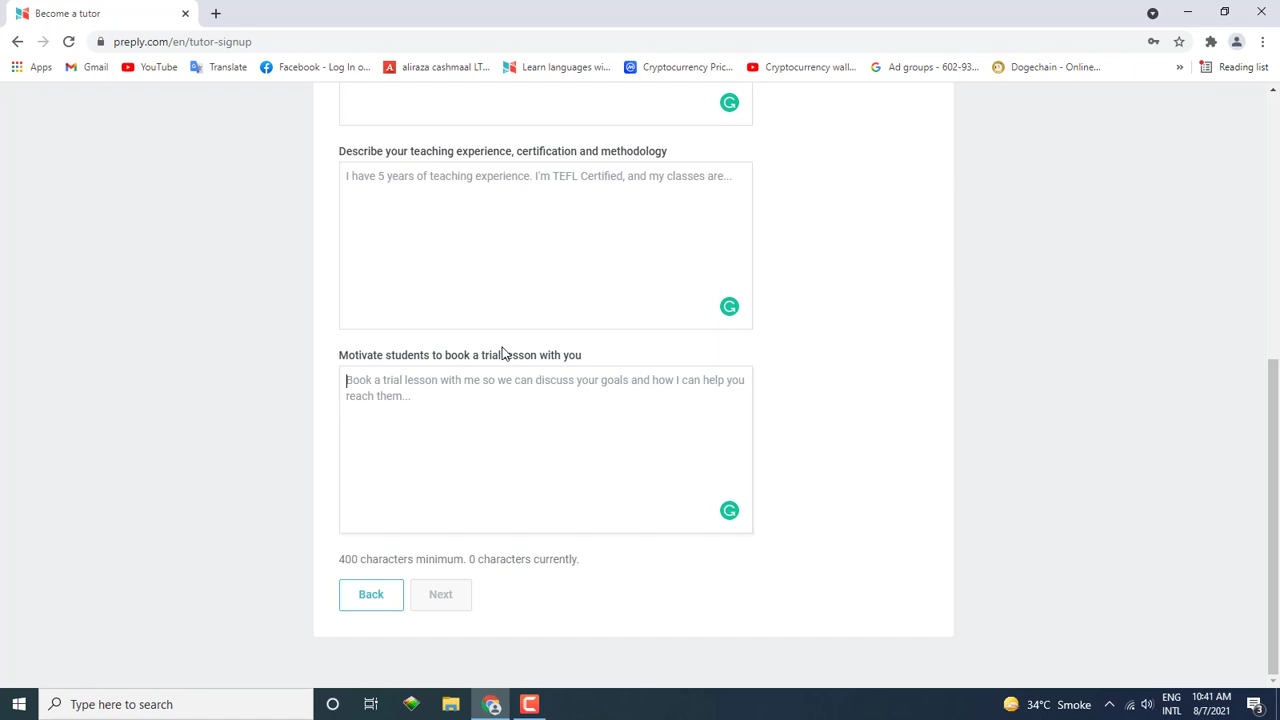 Become a tutor
preply.com/en/tutor-signup
Apps
Gmail
YouTube
Translate
Facebook - Log In o...
aliraza cashmaal LT...
Learn languages wi...
Cryptocurrency Pric...
Cryptocurrency wall...
Ad groups - 602-93...
Dogechain - Online...
»
Reading list
Describe your teaching experience, certification and methodology
I have 5 years of teaching experience. I'm TEFL Certified, and my classes are...
Motivate students to book a trial lesson with you
Book a trial lesson with me so we can discuss your goals and how I can help you
reach them...
400 characters minimum. 0 characters currently.
Back
Next
Type here to search
34°C Smoke
ENG
INTL
10:41 AM
8/7/2021
3